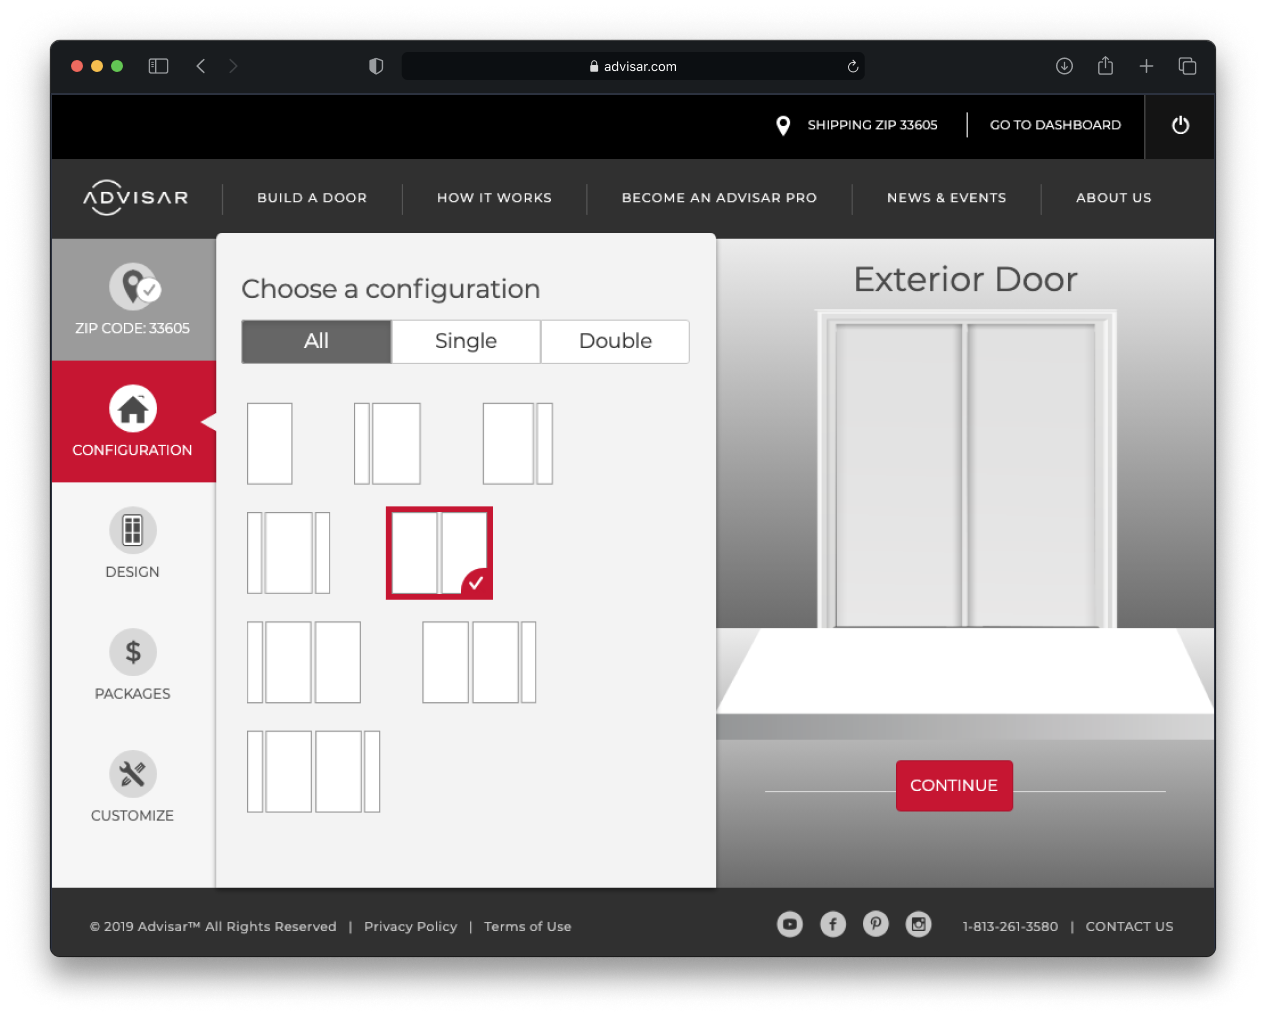 advisar.com
SHIPPING ZIP 33605
GO TO DASHBOARD
ADVISAR
BUILD A DOOR
HOW IT WORKS
BECOME AN ADVISAR PRO
NEWS & EVENTS
ABOUT US
ZIP CODE: 33605
CONFIGURATION
DESIGN
$
PACKAGES
CUSTOMIZE
Choose a configuration
All
Single
Double
Exterior Door
CONTINUE
© 2019 Advisar™ All Rights Reserved | Privacy Policy | Terms of Use
1-813-261-3580 | CONTACT US